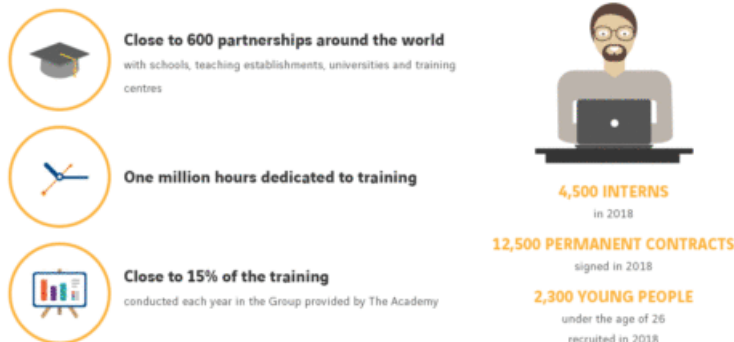 Close to 600 partnerships around the world
with schools, teaching establishments, universities and training
centres
One million hours dedicated to training
Close to 15% of the training
conducted each year in the Group provided by The Academy
4,500 INTERNS
in 2018
12,500 PERMANENT CONTRACTS
signed in 2018
2,300 YOUNG PEOPLE
under the age of 26
recruited in 2018